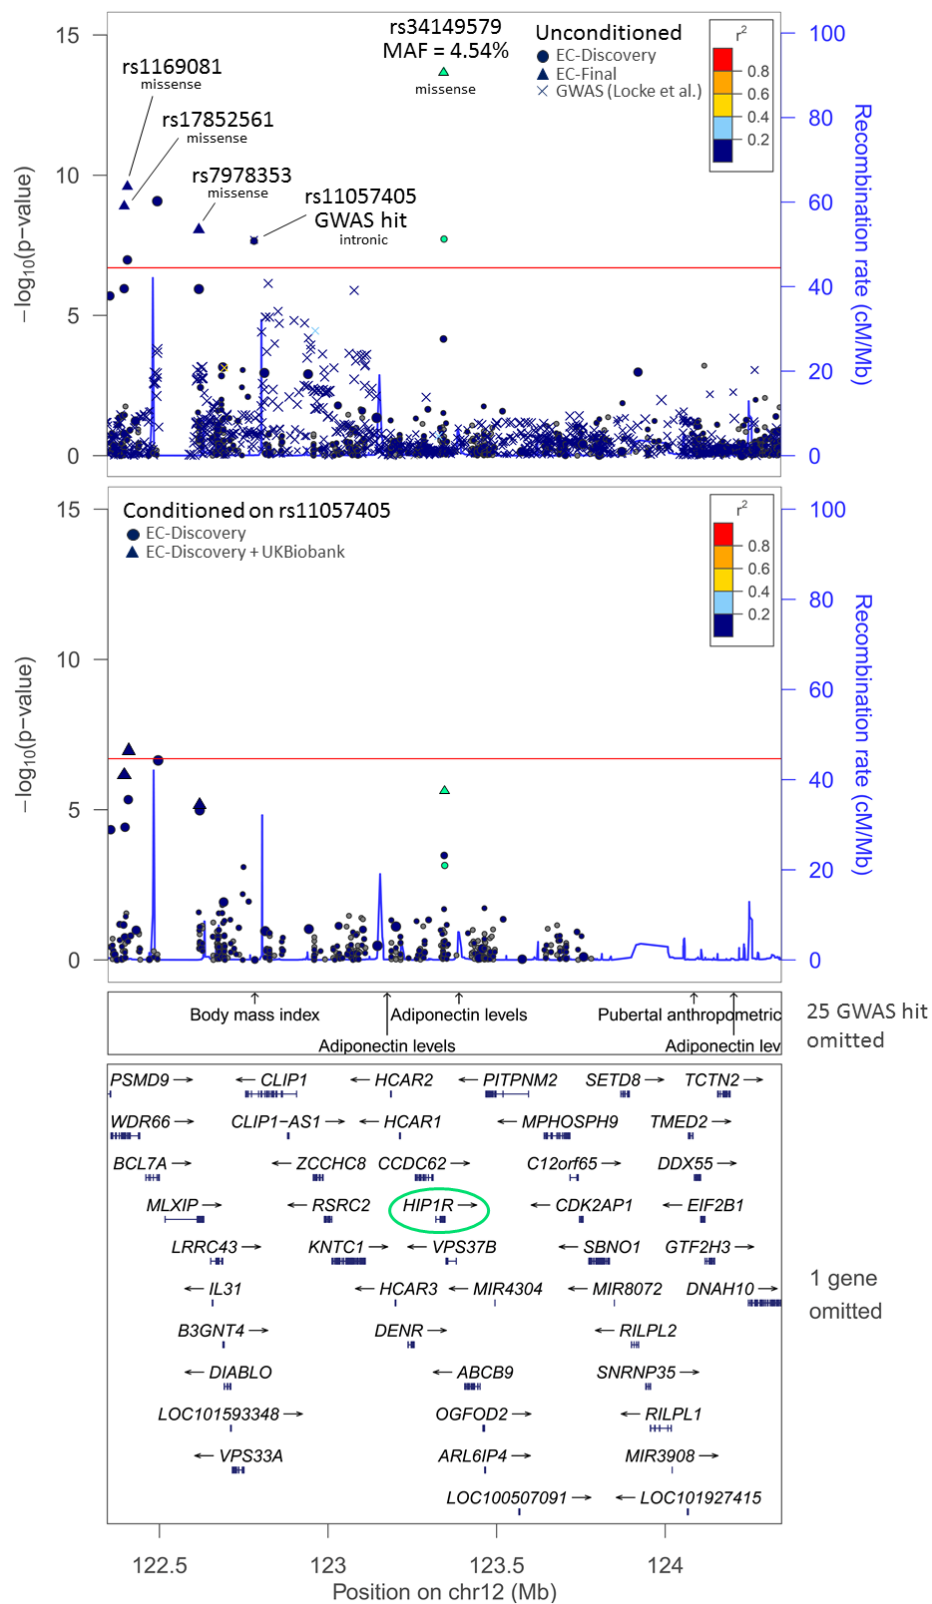 15
10
5
0
−log10(p−value)
100
80
60
40
20
0
Recombination rate (cM/Mb)
rs34149579
MAF = 4.54%
missense
Unconditioned
EC-Discovery
EC-Final
GWAS (Locke et al.)
r2
0.8
0.6
0.4
0.2
rs1169081
missense
rs17852561
missense
rs7978353
missense
rs11057405
GWAS hit
intronic
15
10
5
0
−log10(p−value)
100
80
60
40
20
0
Recombination rate (cM/Mb)
Conditioned on rs11057405
EC-Discovery
EC-Discovery + UKBiobank
r2
0.8
0.6
0.4
0.2
Body mass index
Adiponectin levels
Pubertal anthropometric
Adiponectin levels
Adiponectin lev
25 GWAS hit
omitted
PSMD9 → ← CLIP1 ← HCAR2 ← PITPNM2 SETD8 → TCTN2 →
WDR66 → CLIP1−AS1 → ← HCAR1 ← MPHOSPH9 TMED2 →
BCL7A → ← ZCCHC8 CCDC62 → C12orf65 → DDX55 →
MLXIP → ← RSRC2 HIP1R → ← CDK2AP1 ← EIF2B1
LRRC43 → KNTC1 → ← VPS37B ← SBNO1 GTF2H3 →
← IL31 ← HCAR3 ← MIR4304 ← MIR8072 DNAH10 →
B3GNT4 → DENR → ← RILPL2
← DIABLO ← ABCB9 SNRNP35 →
LOC101593348 → OGFOD2 → ← RILPL1
← VPS33A ARL6IP4 → MIR3908 →
LOC100507091 → ← LOC101927415
1 gene
omitted
122.5
123
123.5
124
Position on chr12 (Mb)